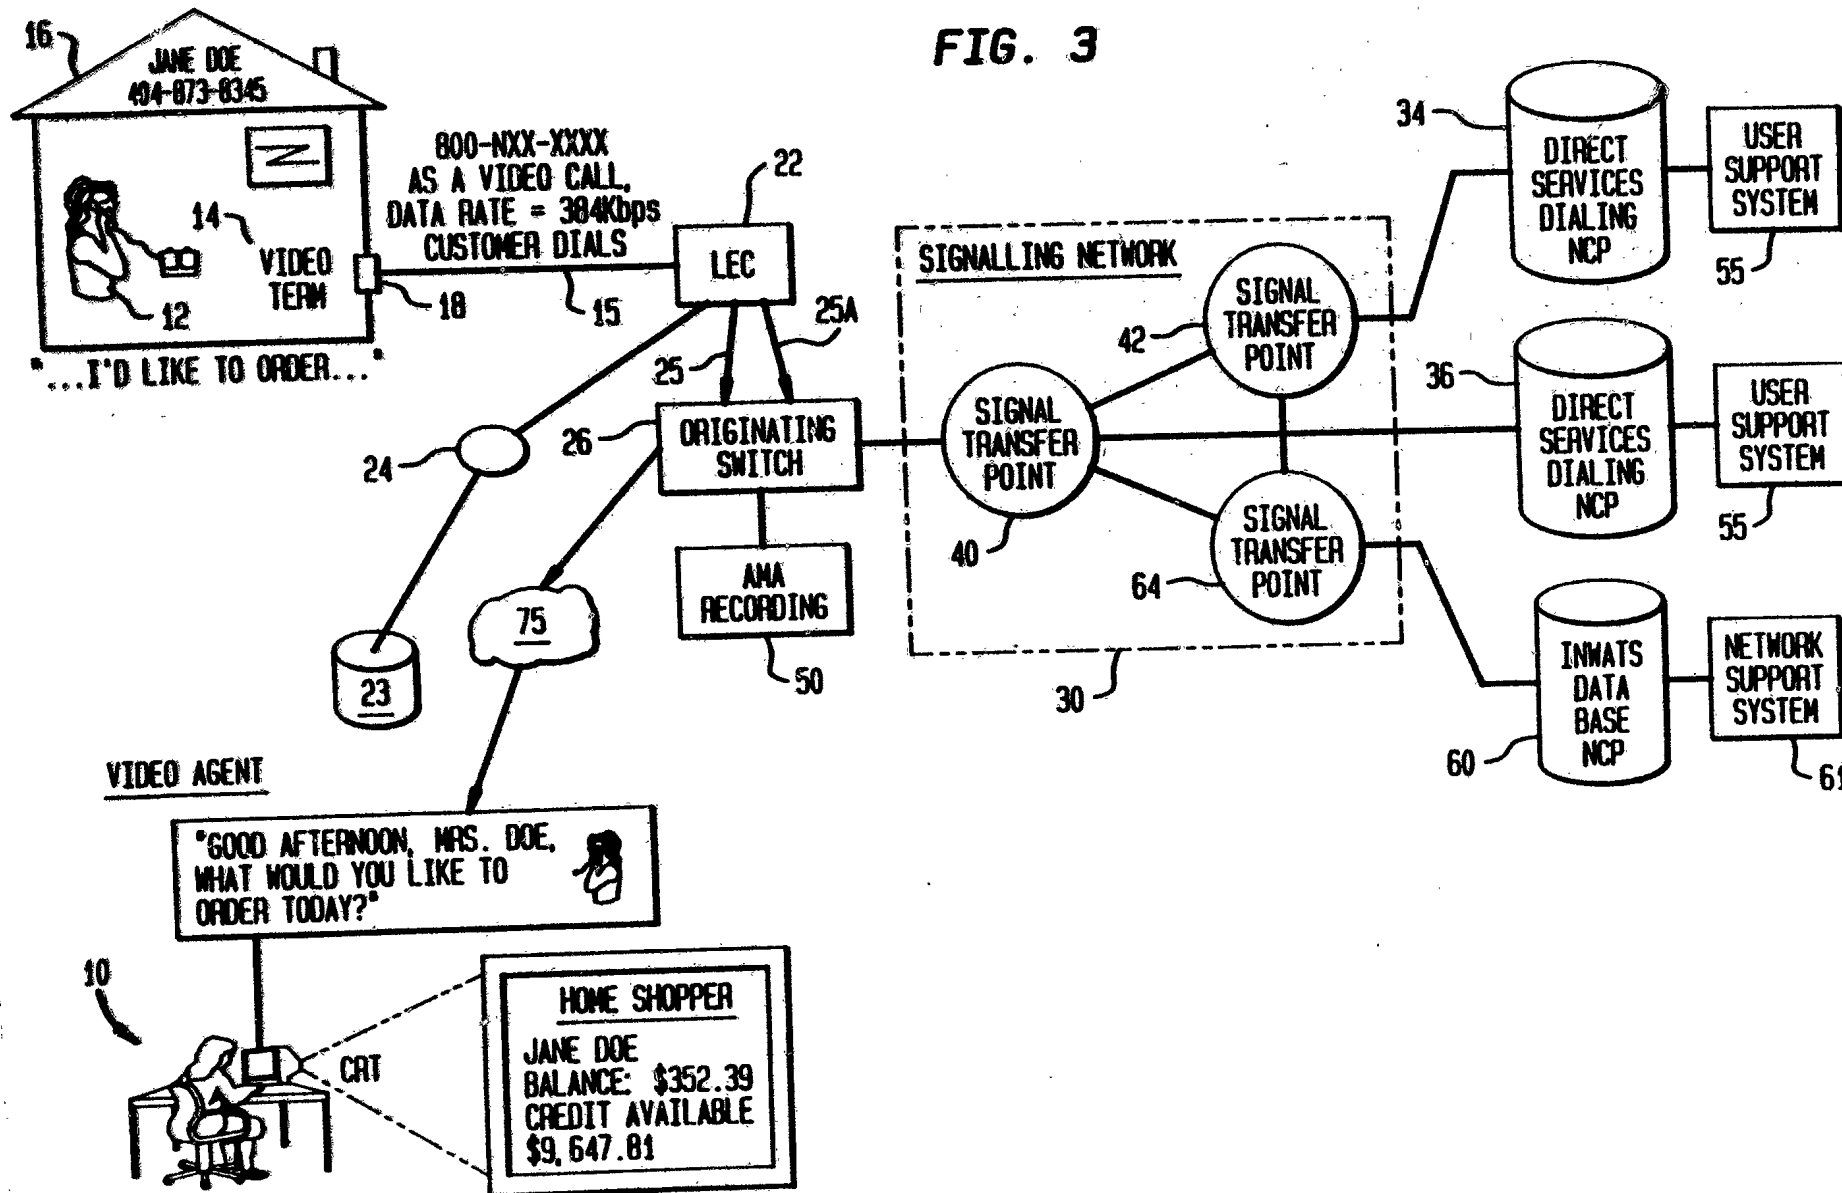 FIG. 3
16
JANE DOE
404-873-8345
14
VIDEO
TERM
12
18
"...I'D LIKE TO ORDER..."
800-NXX-XXXX
AS A VIDEO CALL,
DATA RATE = 384Kbps
CUSTOMER DIALS
15
22
LEC
25
25A
24
23
26
ORIGINATING
SWITCH
75
AMA
RECORDING
50
SIGNALLING NETWORK
SIGNAL
TRANSFER
POINT
40
42
SIGNAL
TRANSFER
POINT
64
SIGNAL
TRANSFER
POINT
30
34
DIRECT
SERVICES
DIALING
NCP
USER
SUPPORT
SYSTEM
55
36
DIRECT
SERVICES
DIALING
NCP
USER
SUPPORT
SYSTEM
55
60
INWATS
DATA
BASE
NCP
NETWORK
SUPPORT
SYSTEM
61
VIDEO AGENT
"GOOD AFTERNOON, MRS. DOE,
WHAT WOULD YOU LIKE TO
ORDER TODAY?"
10
CRT
HOME SHOPPER
JANE DOE
BALANCE: $352.39
CREDIT AVAILABLE
$9,647.81